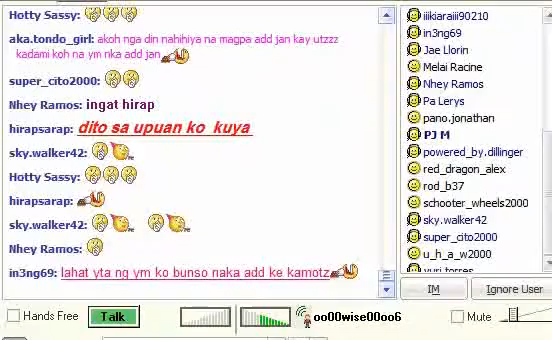 Hotty Sassy:
aka.tondo_girl: akoh nga din nahihiya na magpa add jan kay utzzz
kadami koh na ym nka add jan
super_cito2000:
Nhey Ramos: ingat hirap
hirapsarap: dito sa upuan ko kuya
sky.walker42:
Hotty Sassy:
hirapsarap:
sky.walker42:
Nhey Ramos:
in3ng69: lahat yta ng ym ko bunso naka add ke kamotz
iiikiaraiii90210
in3ng69
Jae Llorin
Melai Racine
Nhey Ramos
Pa Lerys
pano.jonathan
PJ M
powered_by.dillinger
red_dragon_alex
rod_b37
schooter_wheels2000
sky.walker42
super_cito2000
u_h_a_w2000
yuri torres
IM
Ignore User
Hands Free
Talk
oo00wise00oo6
Mute